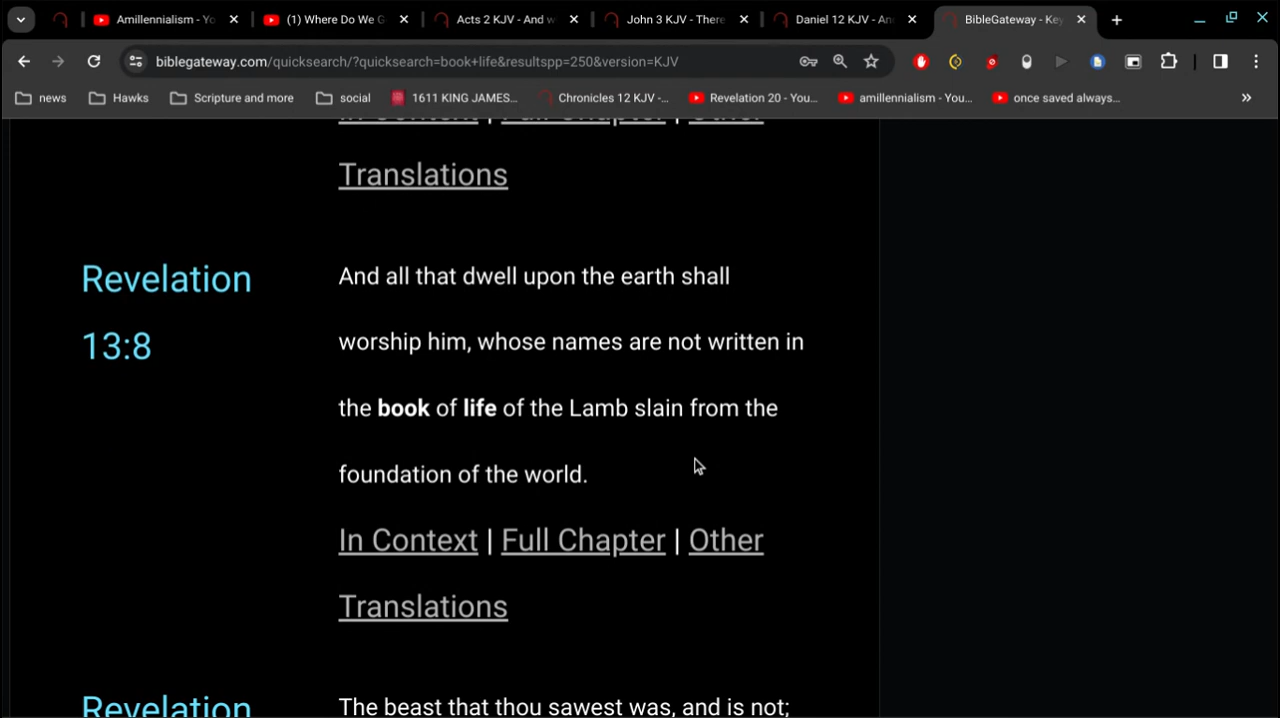 Amillennialism - Yo
(1) Where Do We G
Acts 2 KJV - And w
John 3 KJV - There
Daniel 12 KJV - An
BibleGateway - Key
biblegateway.com/quicksearch/?quicksearch=book+life&resultspp=250&version=KJV
news
Hawks
Scripture and more
social
1611 KING JAMES...
Chronicles 12 KJV -...
Revelation 20 - You...
amillennialism - You...
once saved always...
In Context | Full Chapter | Other
Translations
Revelation
13:8
And all that dwell upon the earth shall
worship him, whose names are not written in
the book of life of the Lamb slain from the
foundation of the world.
In Context | Full Chapter | Other
Translations
Revelation
The beast that thou sawest was, and is not;